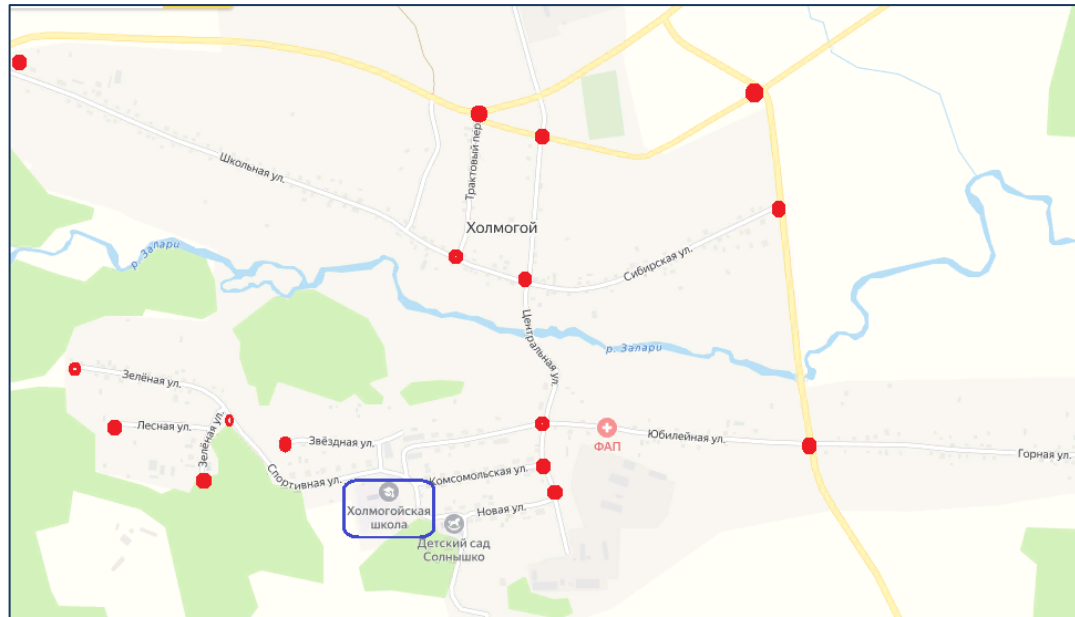 Школьная ул.
Трактовый пер
Холмогой
Сибирская ул.
р. Залари
Центральная ул.
р. Залари
Зелёная ул.
Лесная ул.
Зелёная ул.
Звёздная ул.
Спортивная ул.
Комсомольская ул.
ФАП
Юбилейная ул.
Горная ул.
Холмогойская
школа
Новая ул.
Детский сад
Солнышко